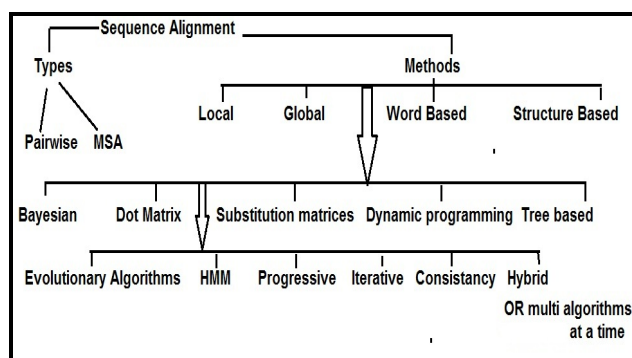 Sequence Alignment
Types Methods
Local Global Word Based Structure Based
Pairwise MSA
Bayesian Dot Matrix Substitution matrices Dynamic programming Tree based
Evolutionary Algorithms HMM Progressive Iterative Consistancy Hybrid
OR multi algorithms
at a time